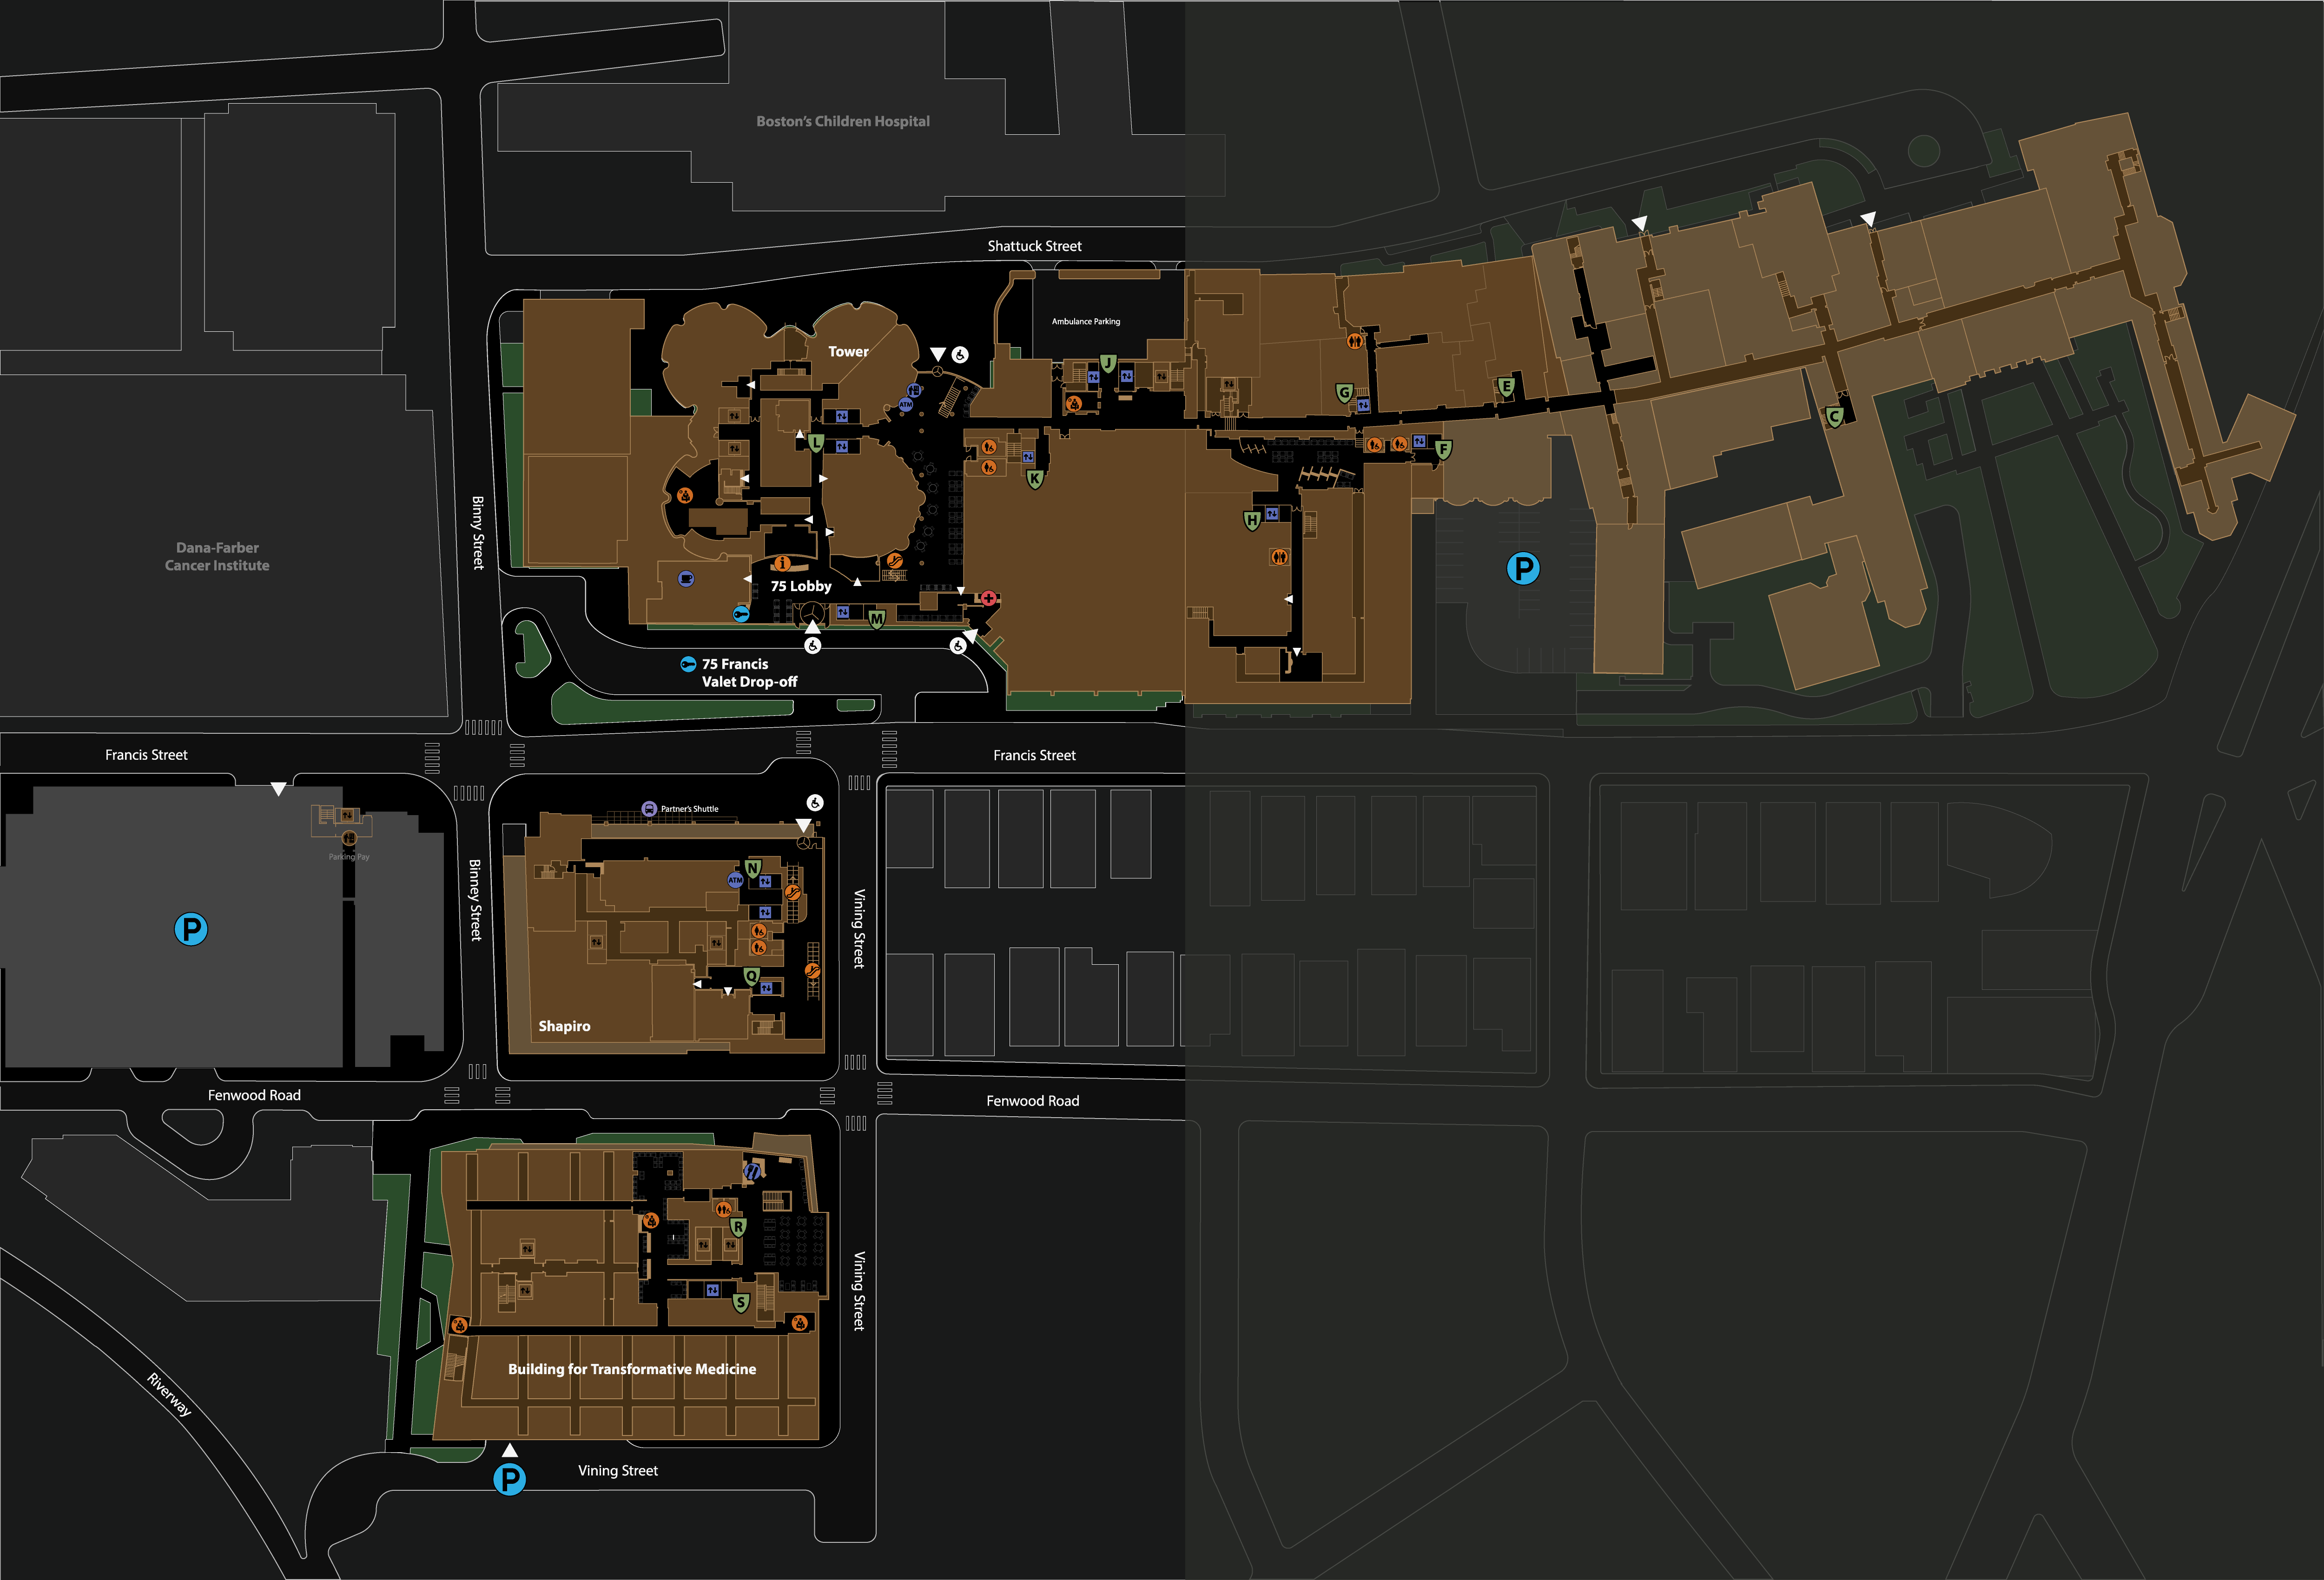 Boston's Children Hospital
Shattuck Street
Ambulance Parking
Tower
J
G
E
C
ATM
L
K
F
H
Binny Street
Dana-Farber
Cancer Institute
P
i
75 Lobby
M
75 Francis
Valet Drop-off
Francis Street
Francis Street
Partner's Shuttle
Parking Pay
N
ATM
P
Binney Street
Vining Street
Q
Shapiro
Fenwood Road
Fenwood Road
R
S
Vining Street
Building for Transformative Medicine
Riverway
Vining Street
P